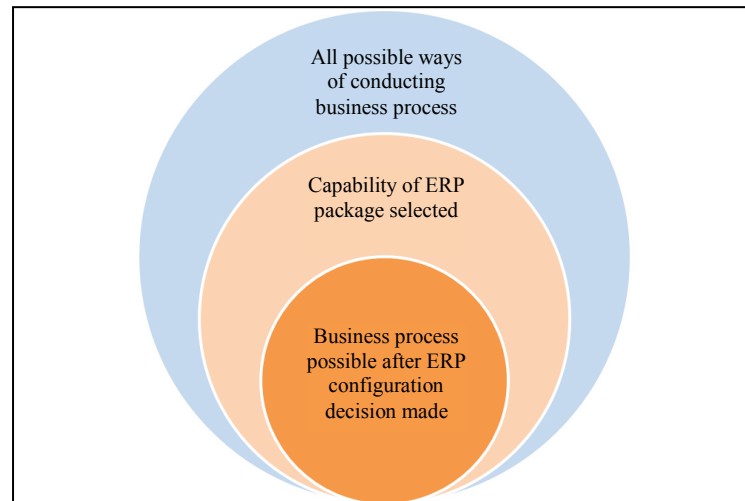 All possible ways
of conducting
business process
Capability of ERP
package selected
Business process
possible after ERP
configuration
decision made